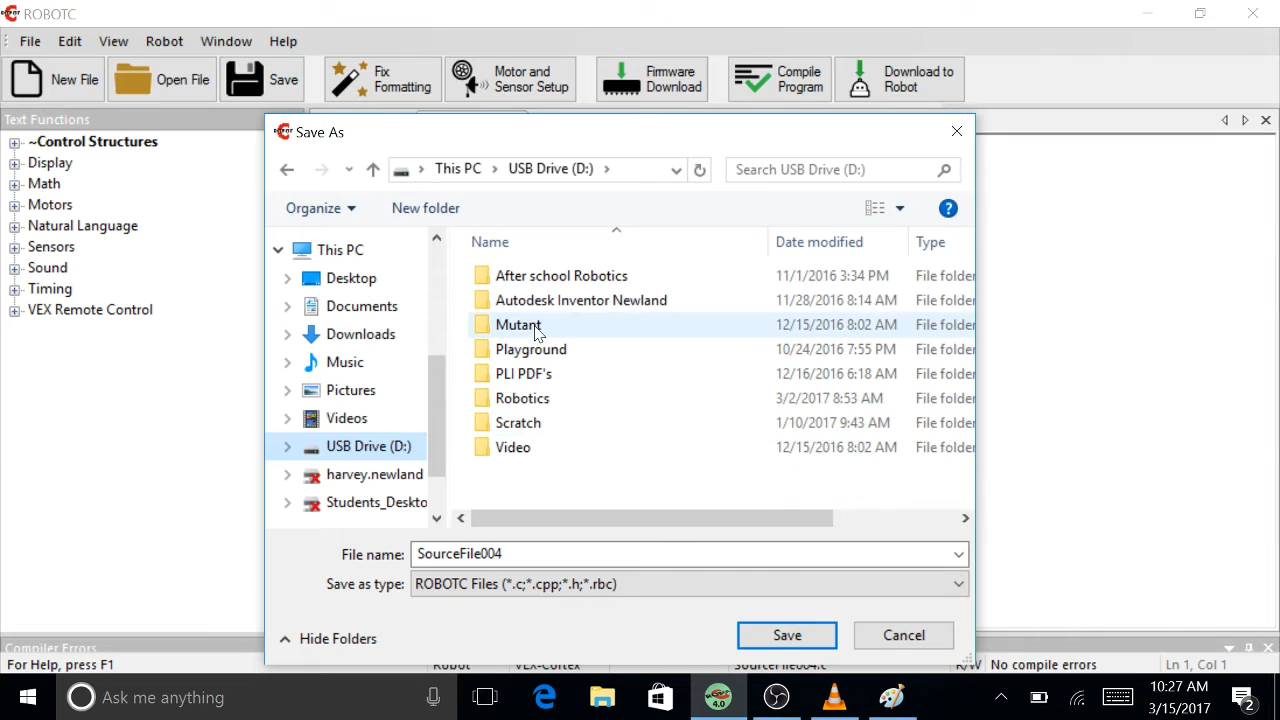 ROBOTC
File Edit View Robot Window Help
New File Open File Save Fix Formatting Motor and Sensor Setup Firmware Download Compile Program Download to Robot
Text Functions
~Control Structures
Display
Math
Motors
Natural Language
Sensors
Sound
Timing
VEX Remote Control
Save As
This PC > USB Drive (D:) >
Search USB Drive (D:)
Organize New folder
This PC
Desktop
Documents
Downloads
Music
Pictures
Videos
USB Drive (D:)
harvey.newland
Students_Deskto
Name Date modified Type
After school Robotics 11/1/2016 3:34 PM File folder
Autodesk Inventor Newland 11/28/2016 8:14 AM File folder
Mutant 12/15/2016 8:02 AM File folder
Playground 10/24/2016 7:55 PM File folder
PLI PDF's 12/16/2016 6:18 AM File folder
Robotics 3/2/2017 8:53 AM File folder
Scratch 1/10/2017 9:43 AM File folder
Video 12/15/2016 8:02 AM File folder
File name: SourceFile004
Save as type: ROBOTC Files (*.c;*.cpp;*.h;*.rbc)
Hide Folders Save Cancel
Compiler Errors
For Help, press F1 Robot VEX-Cortex SourceFile004.c R/W No compile errors Ln 1, Col 1
Ask me anything
4.0
10:27 AM
3/15/2017
2